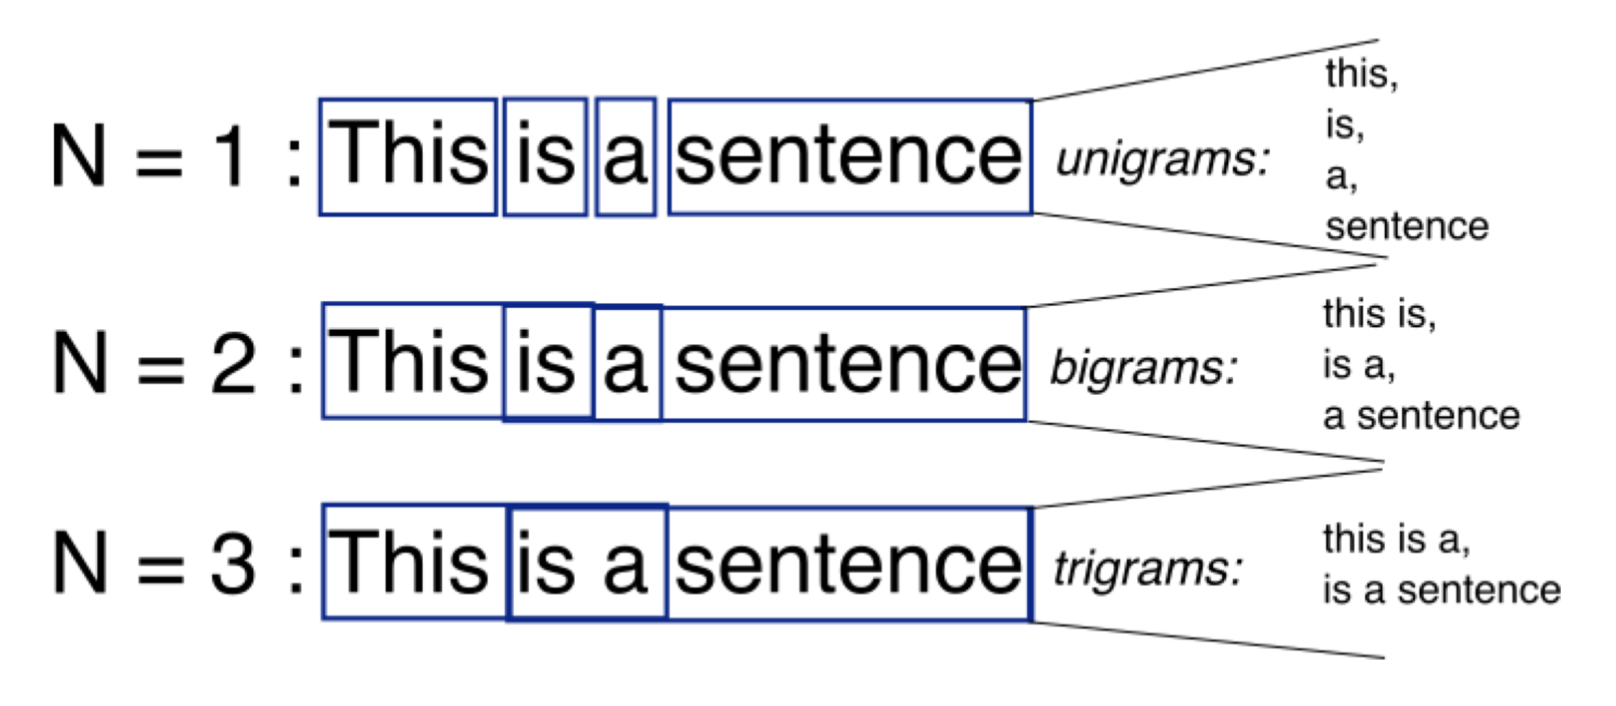 N = 1 : This is a sentence unigrams:
this,
is,
a,
sentence
N = 2 : This is a sentence bigrams:
this is,
is a,
a sentence
N = 3 : This is a sentence trigrams:
this is a,
is a sentence